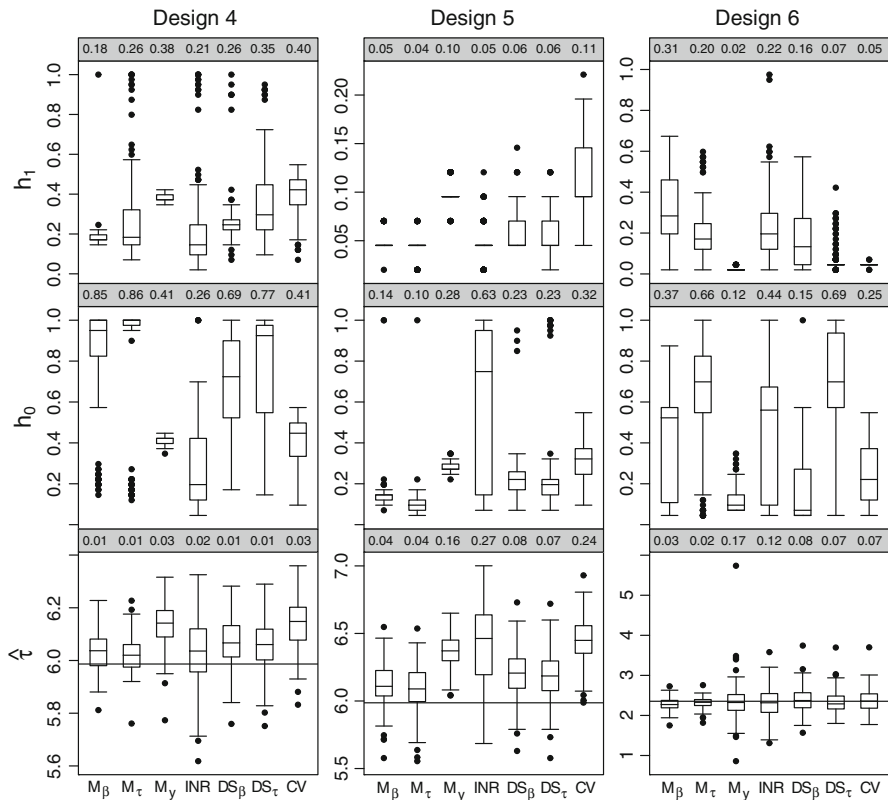 Design 4 Design 5 Design 6
0.18 0.26 0.38 0.21 0.26 0.35 0.40 0.05 0.04 0.10 0.05 0.06 0.06 0.11 0.31 0.20 0.02 0.22 0.16 0.07 0.05
h1
0.0 0.2 0.4 0.6 0.8 1.0
0.05 0.10 0.15 0.20
0.0 0.2 0.4 0.6 0.8 1.0
0.85 0.86 0.41 0.26 0.69 0.77 0.41 0.14 0.10 0.28 0.63 0.23 0.23 0.32 0.37 0.66 0.12 0.44 0.15 0.69 0.25
h0
0.2 0.4 0.6 0.8 1.0
0.2 0.4 0.6 0.8 1.0
0.2 0.4 0.6 0.8 1.0
0.01 0.01 0.03 0.02 0.01 0.01 0.03 0.04 0.04 0.16 0.27 0.08 0.07 0.24 0.03 0.02 0.17 0.12 0.08 0.07 0.07
τ̂
5.6 5.8 6.0 6.2
5.5 6.0 6.5 7.0
1 2 3 4 5
Mβ Mτ My INR DSβ DSτ CV Mβ Mτ My INR DSβ DSτ CV Mβ Mτ My INR DSβ DSτ CV